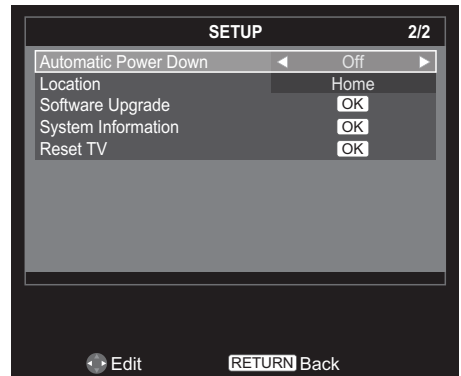 SETUP 2/2
Automatic Power Down Off
Location Home
Software Upgrade OK
System Information OK
Reset TV OK
Edit RETURN Back